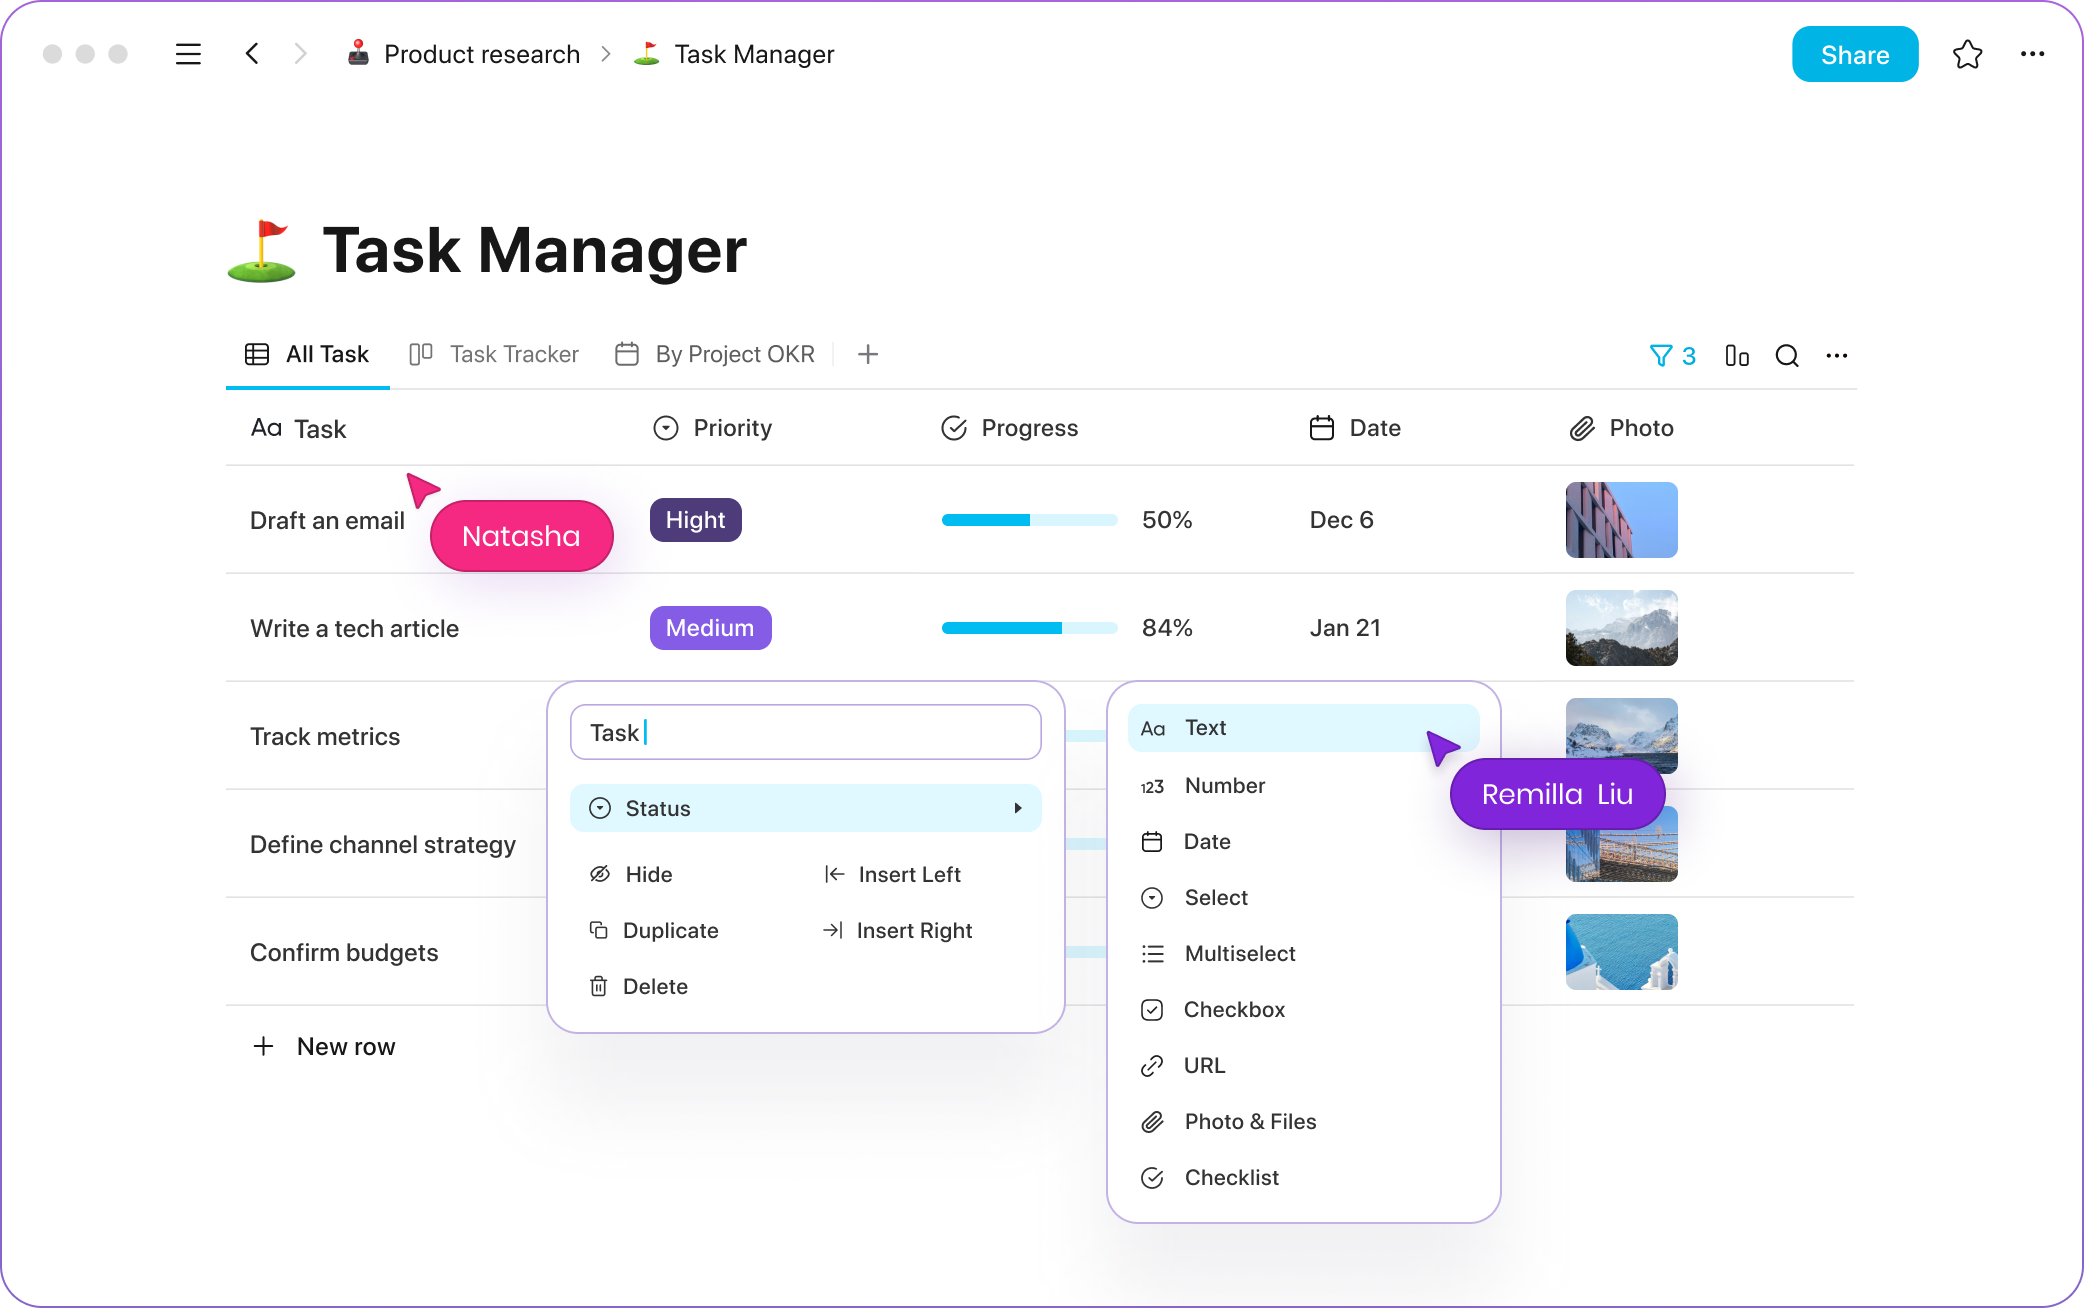 Product research > Task Manager
Share
Task Manager
All Task Task Tracker By Project OKR +
3
Aa Task Priority Progress Date Photo
Draft an email Hight 50% Dec 6
Natasha
Write a tech article Medium 84% Jan 21
Track metrics
Define channel strategy
Confirm budgets
+ New row
Task
Status
Hide Insert Left
Duplicate Insert Right
Delete
Aa Text
123 Number
Date
Select
Multiselect
Checkbox
URL
Photo & Files
Checklist
Remilla Liu